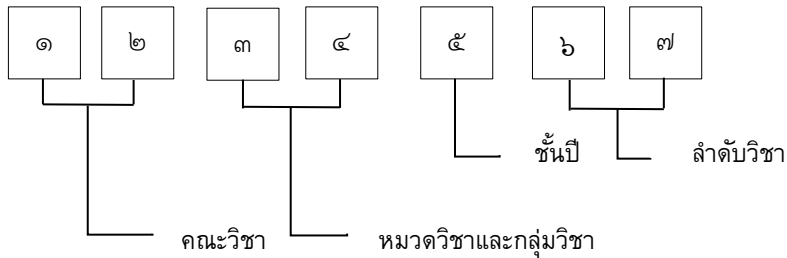 ๑ ๒ ๓ ๔ ๕ ๖ ๗
ชั้นปี ลำดับวิชา
คณะวิชา หมวดวิชาและกลุ่มวิชา